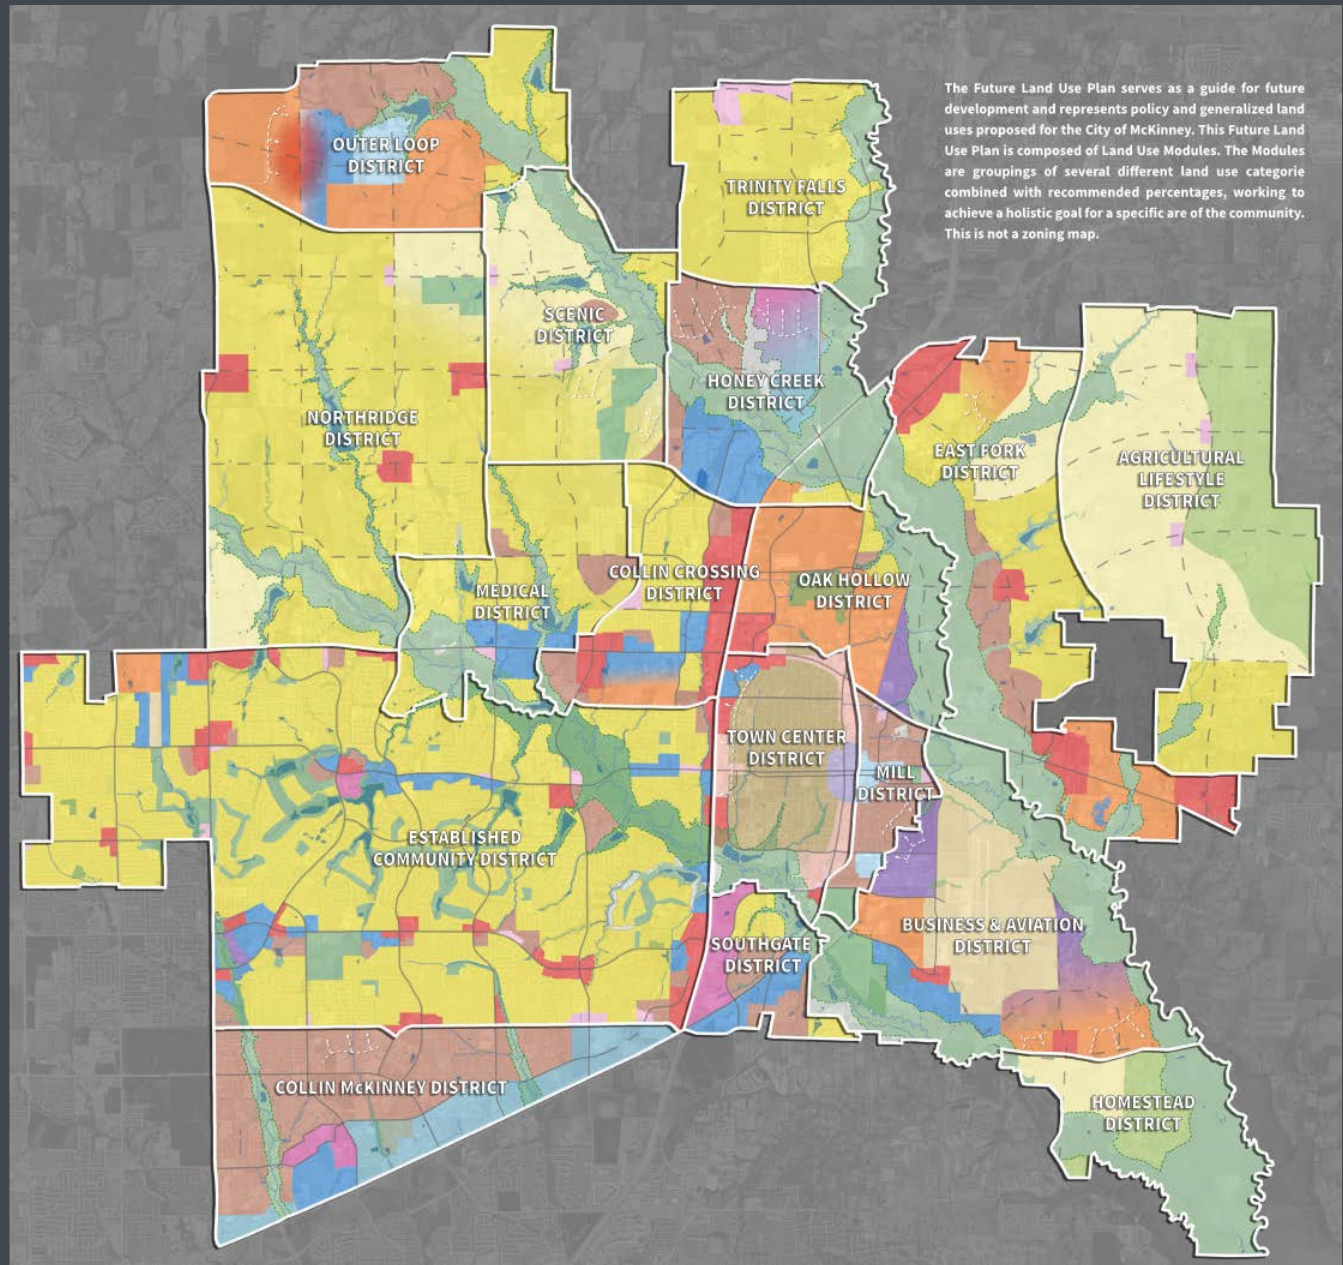 The Future Land Use Plan serves as a guide for future
development and represents policy and generalized land
uses proposed for the City of McKinney. This Future Land
Use Plan is composed of Land Use Modules. The Modules
are groupings of several different land use categorie
combined with recommended percentages, working to
achieve a holistic goal for a specific are of the community.
This is not a zoning map.
OUTER LOOP
DISTRICT
TRINITY FALLS
DISTRICT
SCENIC
DISTRICT
HONEY CREEK
DISTRICT
NORTHRIDGE
DISTRICT
EAST FORK
DISTRICT
AGRICULTURAL
LIFESTYLE
DISTRICT
MEDICAL
DISTRICT
COLLIN CROSSING
DISTRICT
OAK HOLLOW
DISTRICT
TOWN CENTER
DISTRICT
MILL
DISTRICT
ESTABLISHED
COMMUNITY DISTRICT
SOUTHGATE
DISTRICT
BUSINESS & AVIATION
DISTRICT
COLLIN McKINNEY DISTRICT
HOMESTEAD
DISTRICT